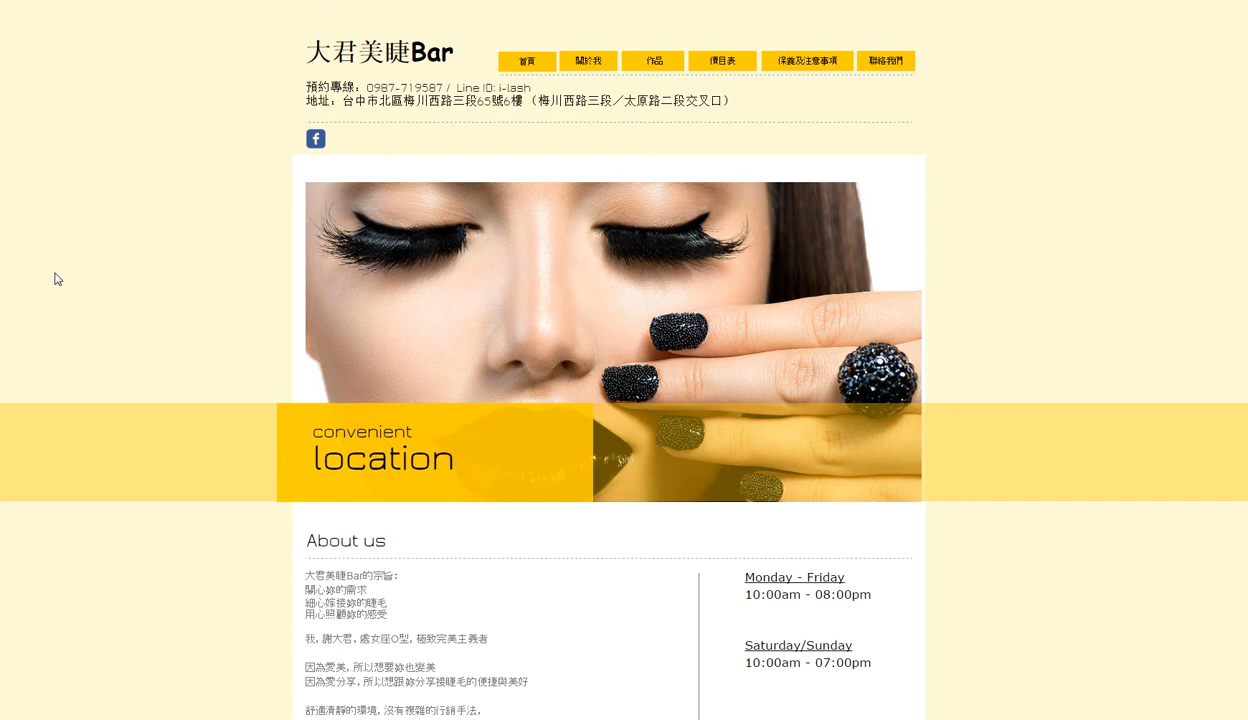 大君美睫Bar
首頁 關於我 作品 價目表 保養及注意事項 聯絡我們
預約專線：0987-719587 / Line ID: i-lash
地址：台中市北區梅川西路三段65號6樓 （梅川西路三段／太原路二段交叉口）
convenient
location
About us
大君美睫Bar的宗旨:
關心妳的需求
細心嫁接妳的睫毛
用心照顧妳的感受
我, 謝大君, 處女座O型, 極致完美主義者
因為愛美, 所以想要妳也變美
因為愛分享, 所以想跟妳分享接睫毛的便捷與美好
舒適清靜的環境, 沒有複雜的行銷手法,
Monday - Friday
10:00am - 08:00pm
Saturday/Sunday
10:00am - 07:00pm